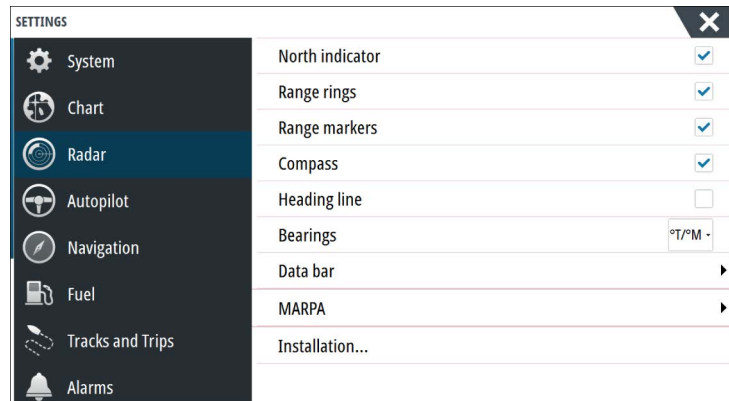 SETTINGS
System
Chart
Radar
Autopilot
Navigation
Fuel
Tracks and Trips
Alarms
North indicator
Range rings
Range markers
Compass
Heading line
Bearings °T/°M
Data bar
MARPA
Installation...